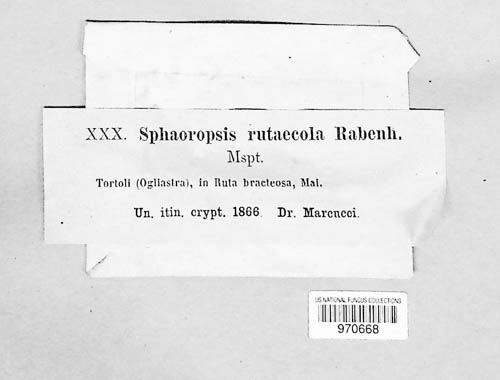 XXX. Sphaoropsis rutaecola Rabenh.
Mspt.
Tortoli (Ogliastra), in Ruta bracteosa, Mai.
Un. itin. crypt. 1866. Dr. Marcucci.
US NATIONAL FUNGUS COLLECTIONS
970668